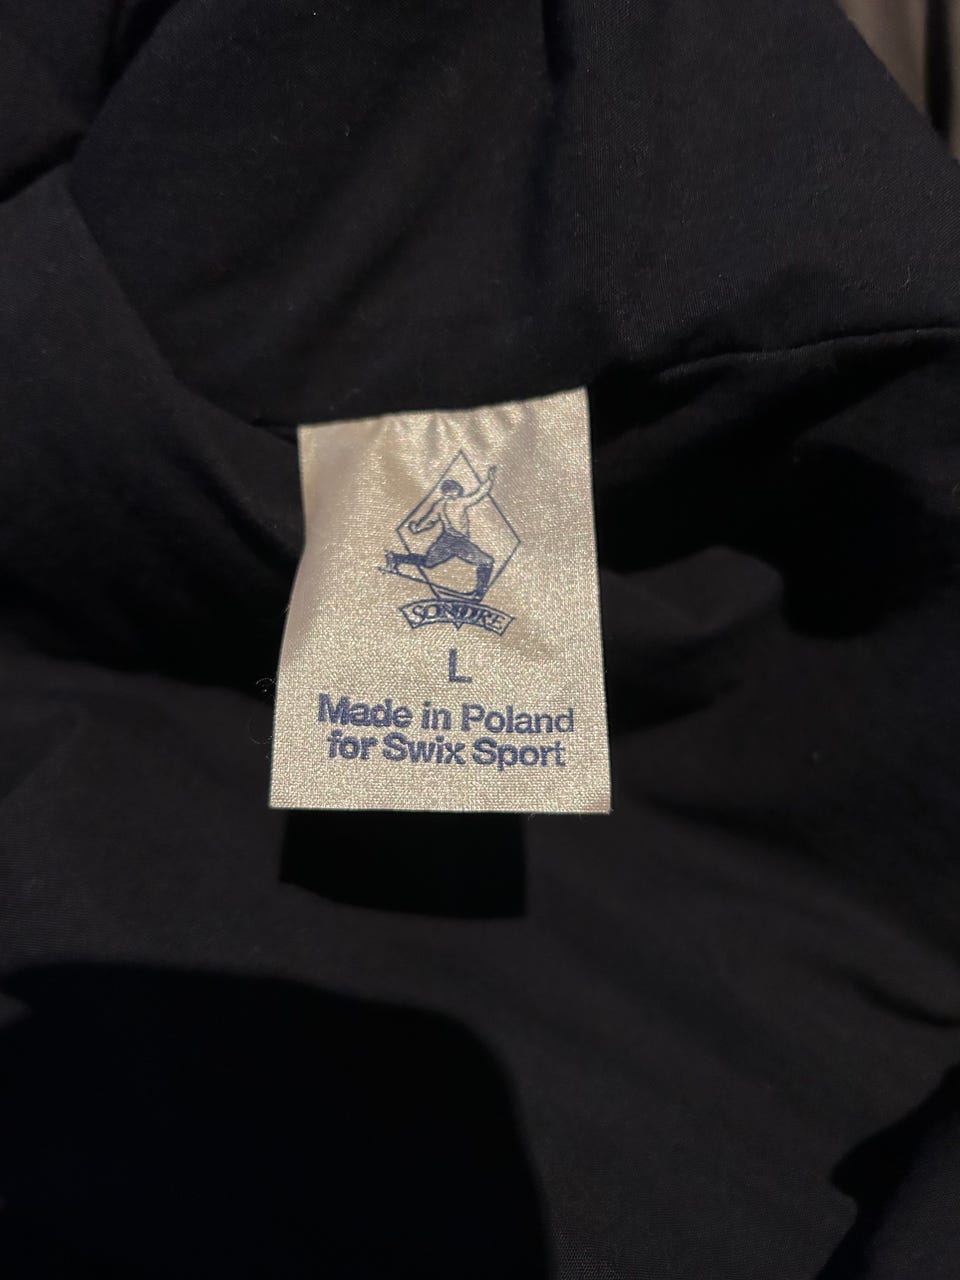 SONDRE
L
Made in Poland
for Swix Sport